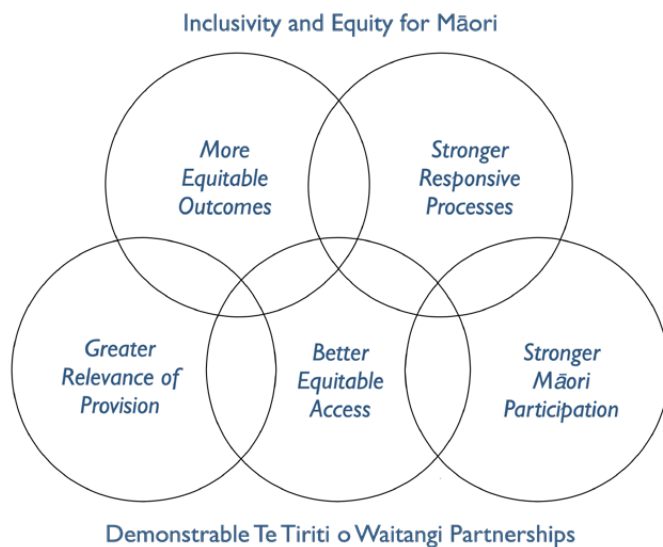 Inclusivity and Equity for Māori
More
Equitable
Outcomes
Stronger
Responsive
Processes
Greater
Relevance of
Provision
Better
Equitable
Access
Stronger
Māori
Participation
Demonstrable Te Tiriti o Waitangi Partnerships